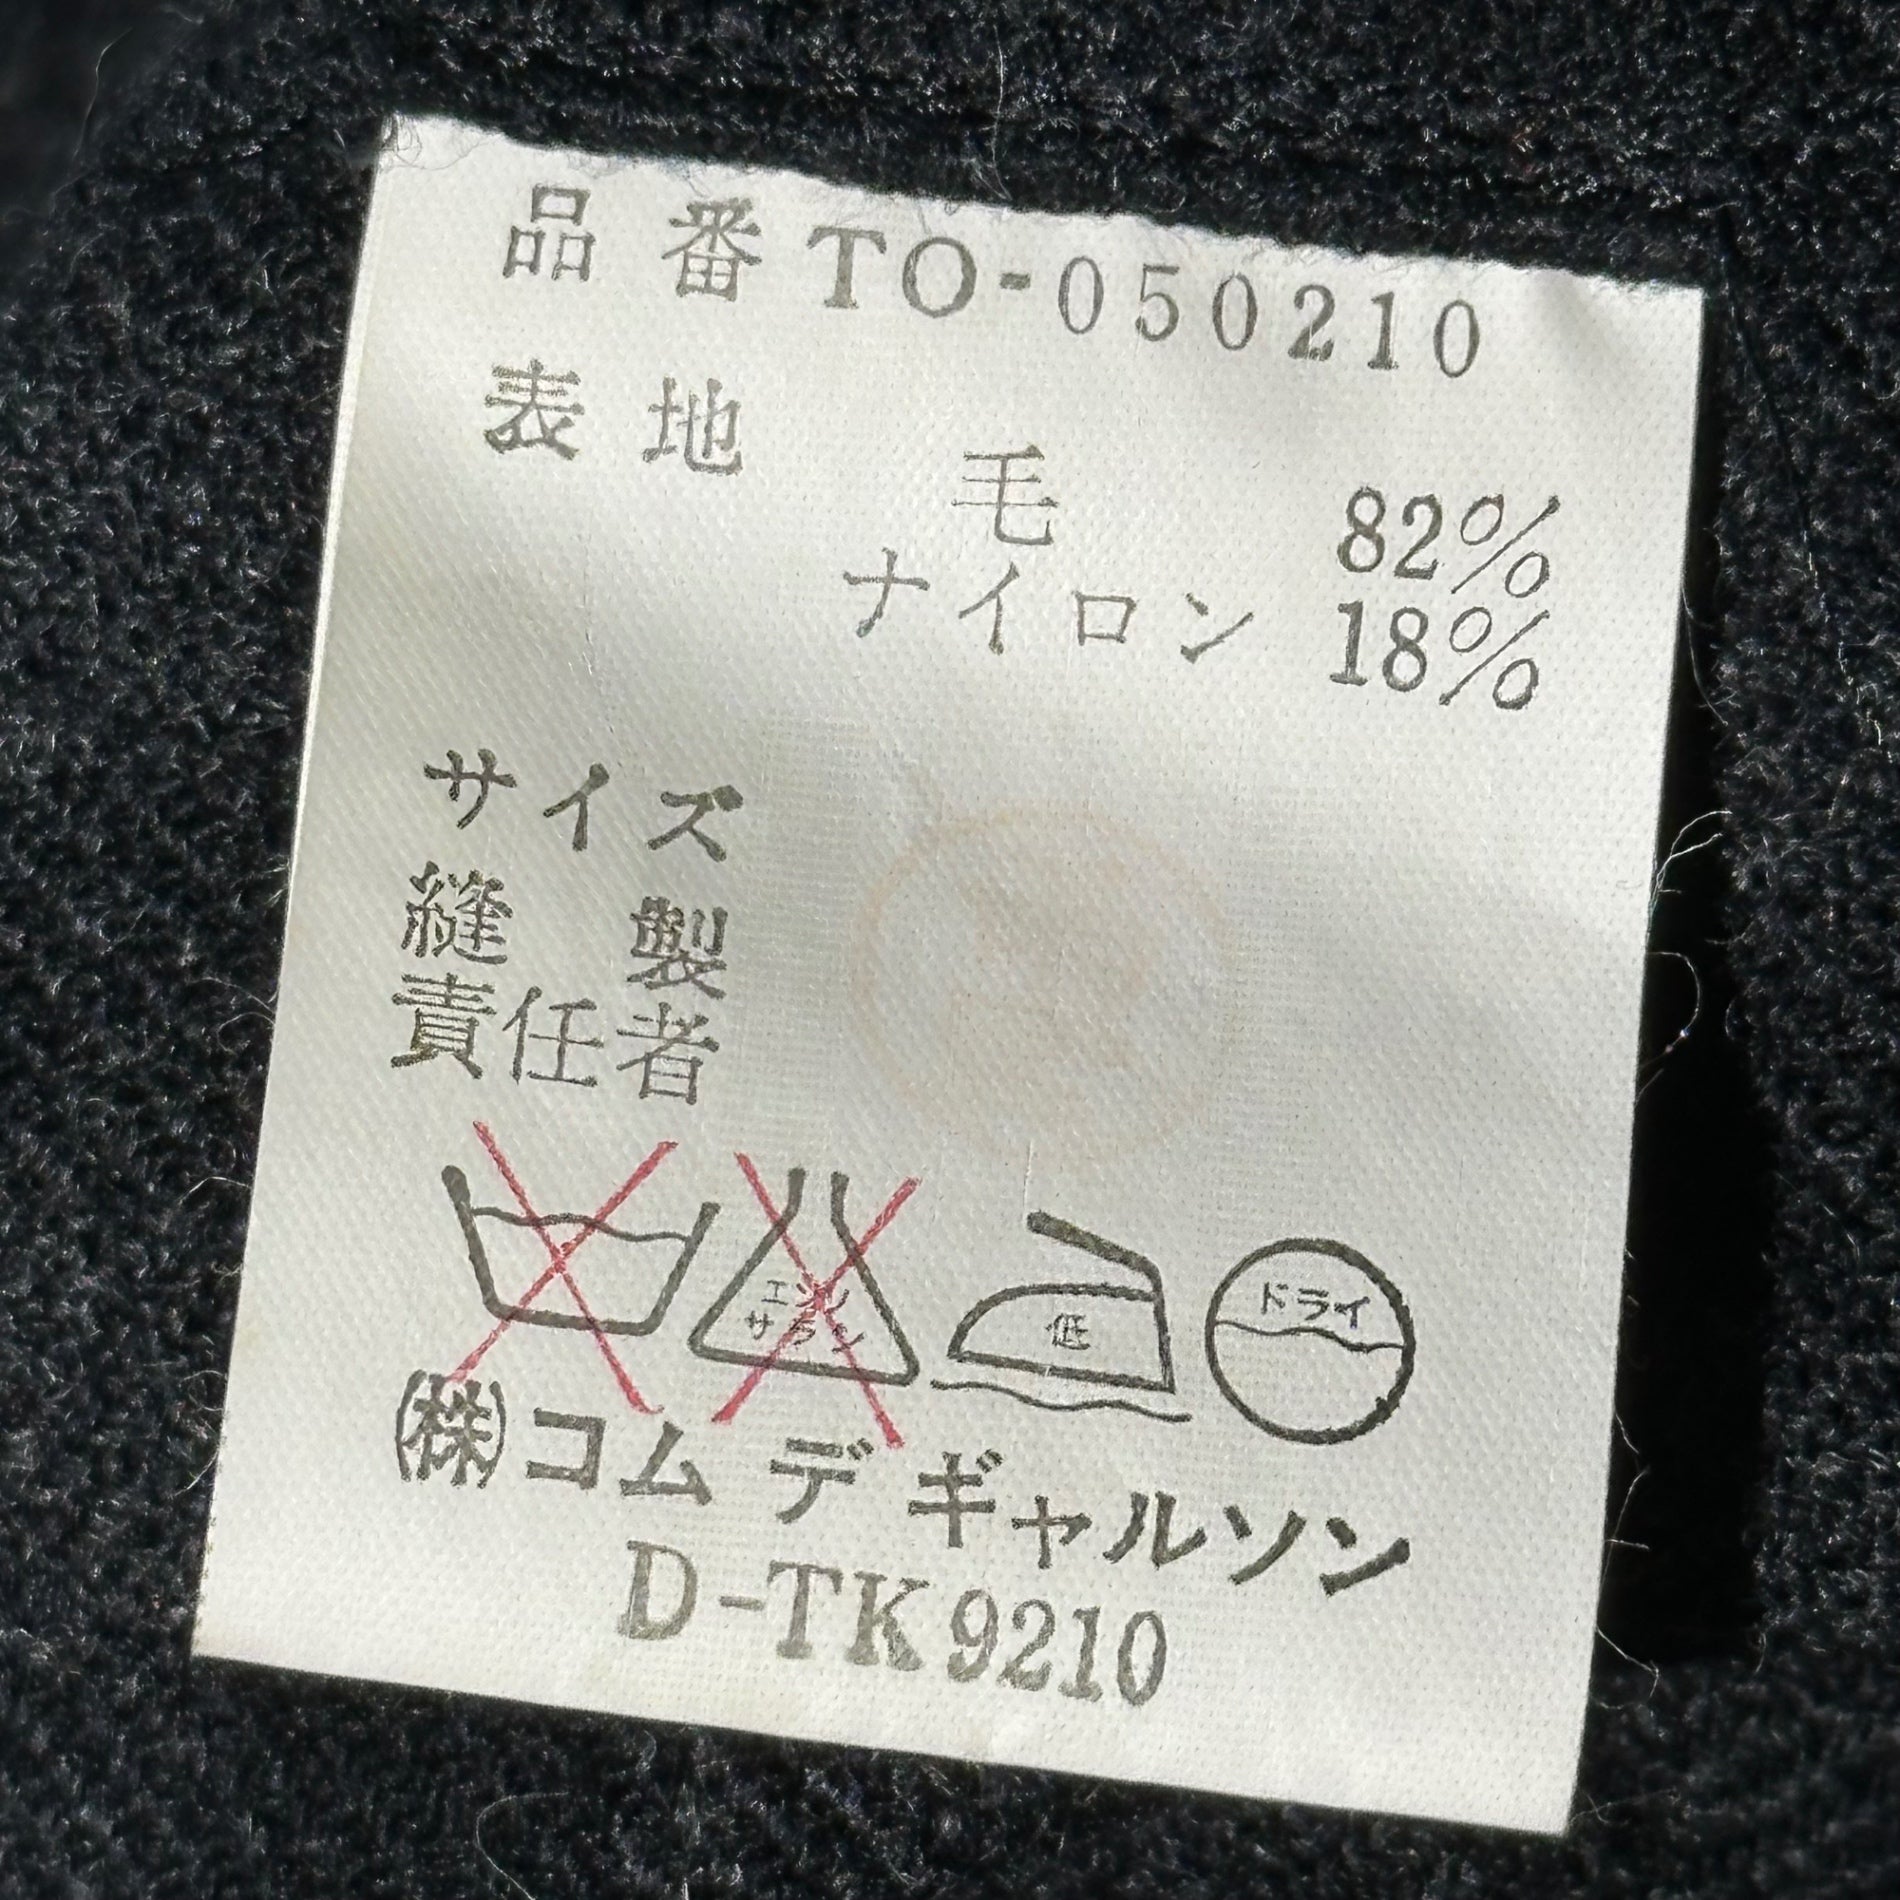 品番 TO-050210
表地
毛 82%
ナイロン 18%
サイズ
縫製
責任者
エンソ
サラシ
低
ドライ
㈱コム デ ギャルソン
D-TK9210